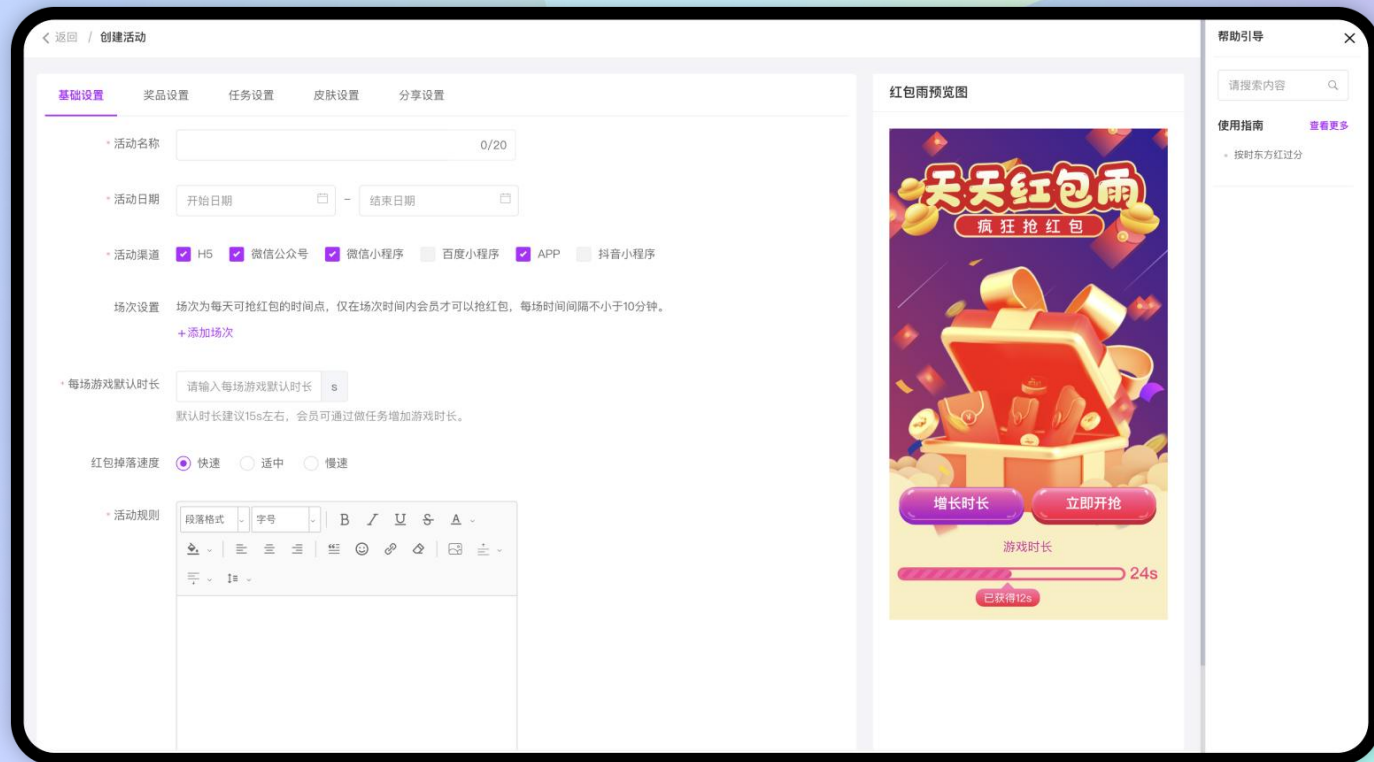 返回 / 创建活动
基础设置 奖品设置 任务设置 皮肤设置 分享设置
* 活动名称 0/20
* 活动日期 开始日期 - 结束日期
* 活动渠道 H5 微信公众号 微信小程序 百度小程序 APP 抖音小程序
场次设置 场次为每天可抢红包的时间点，仅在场次时间内会员才可以抢红包，每场时间间隔不小于10分钟。
+添加场次
* 每场游戏默认时长 请输入每场游戏默认时长 s
默认时长建议15s左右，会员可通过做任务增加游戏时长。
红包掉落速度 快速 适中 慢速
* 活动规则 段落格式 字号 B I U S A
红包雨预览图
天天红包雨
疯狂抢红包
增长时长 立即开抢
游戏时长
24s
已获得12s
帮助引导
请搜索内容
使用指南 查看更多
按时东方红过分